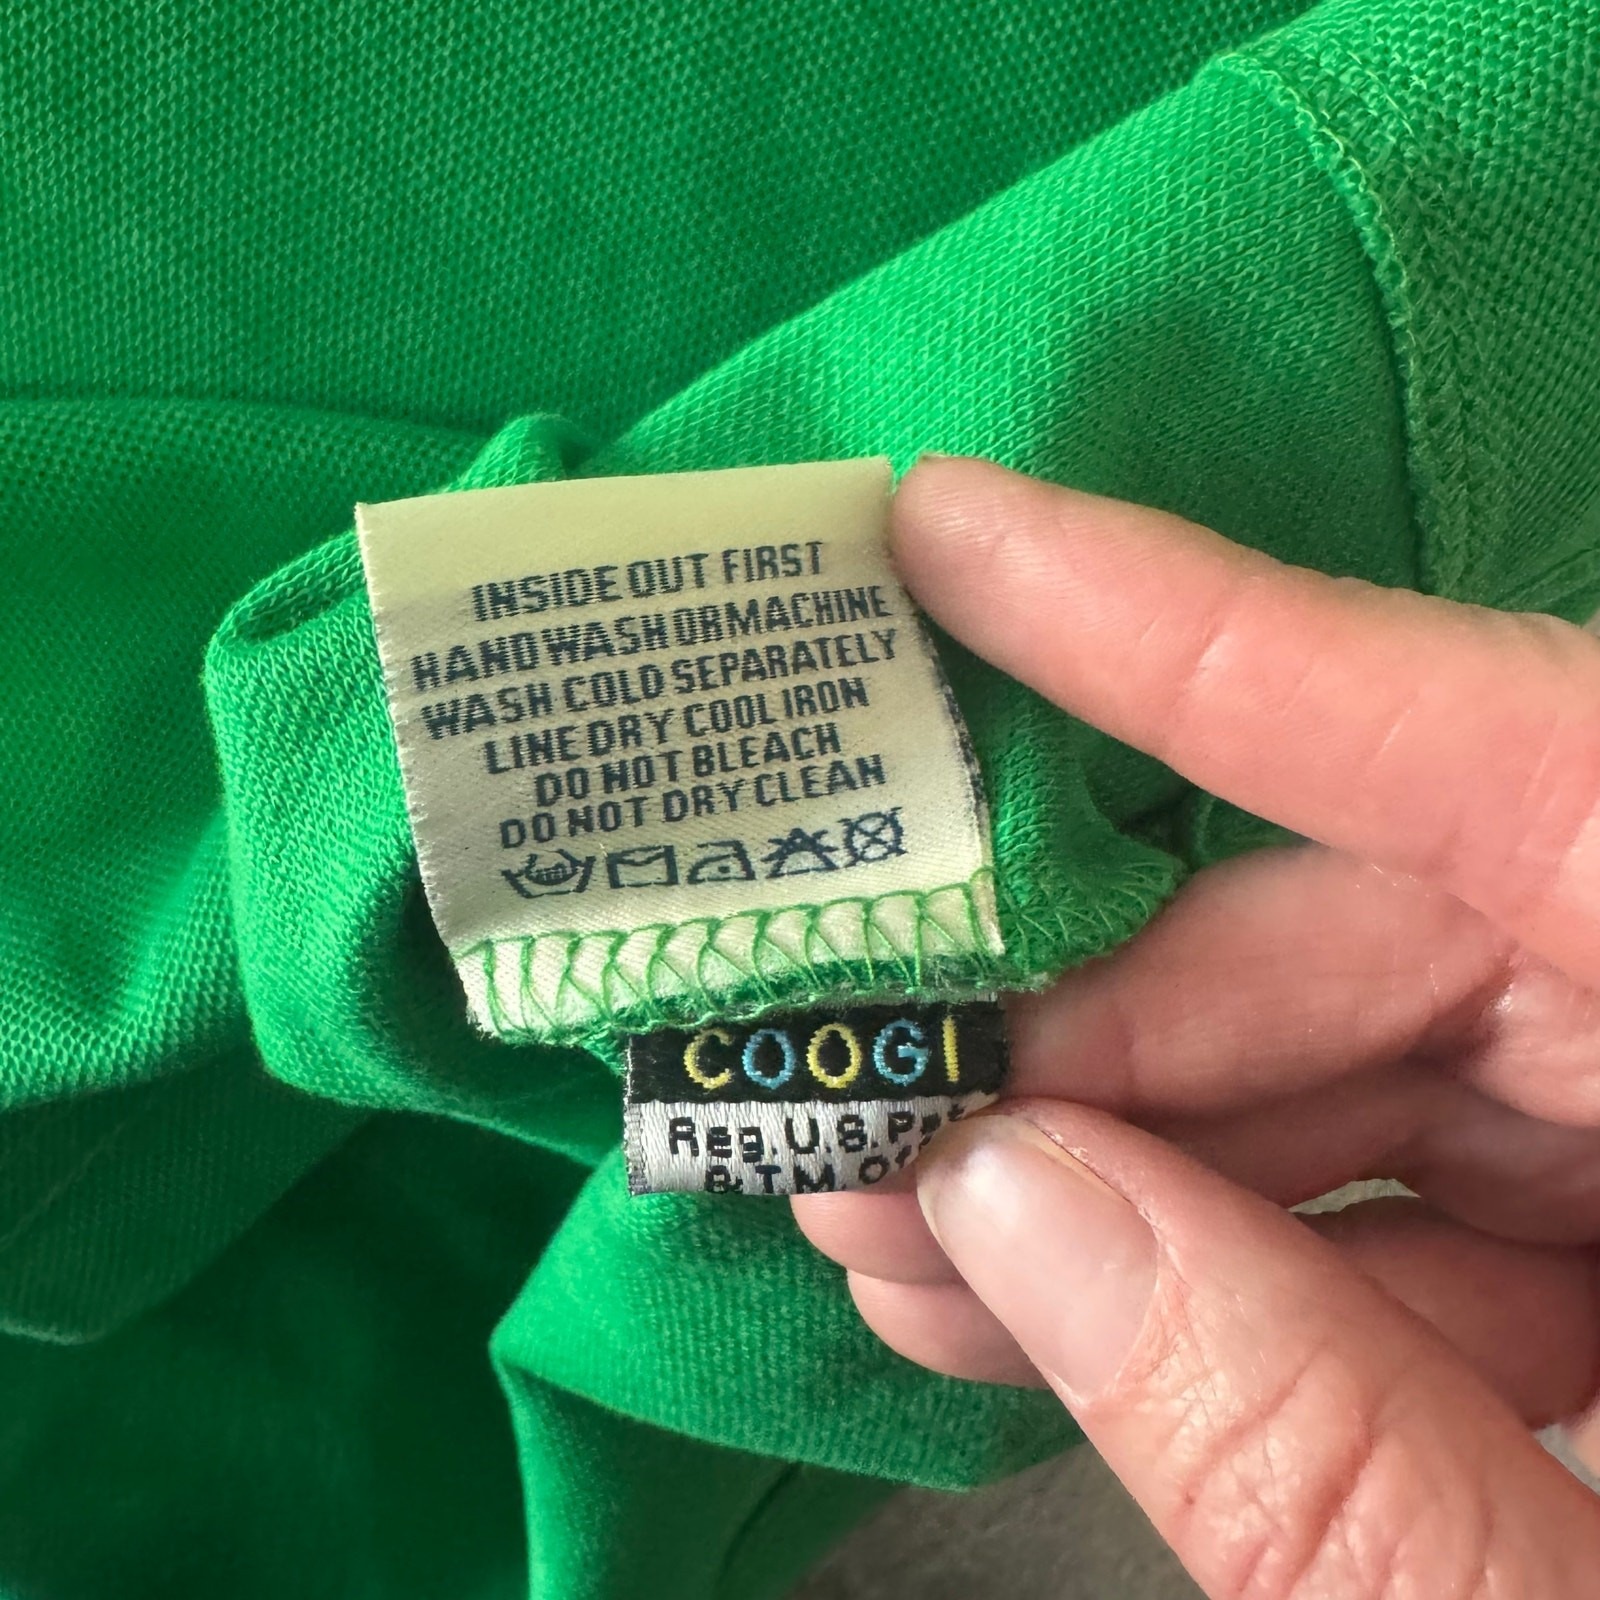 INSIDE OUT FIRST
HAND WASH OR MACHINE
WASH COLD SEPARATELY
LINE DRY COOL IRON
DO NOT BLEACH
DO NOT DRY CLEAN
COOGI
Reg. U.S.
& TM.